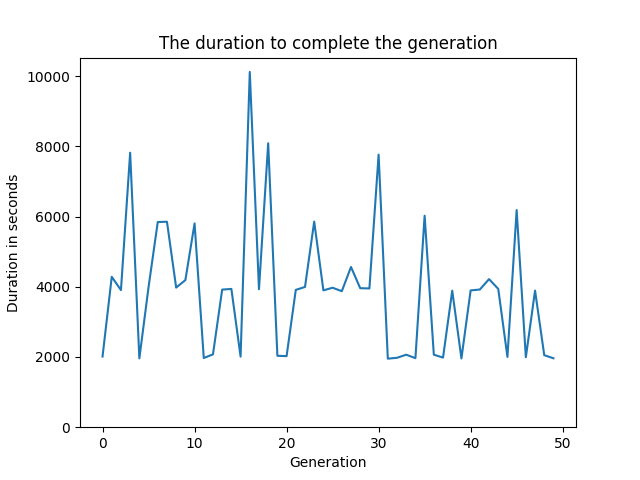 The duration to complete the generation
10000
8000
6000
4000
2000
0
Duration in seconds
0 10 20 30 40 50
Generation